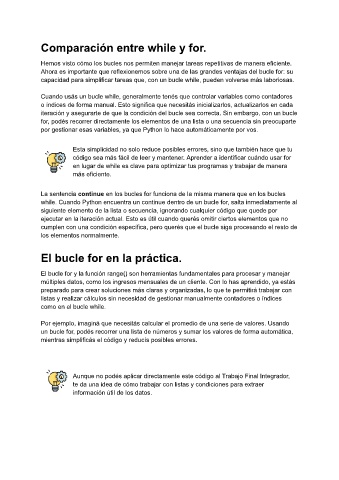 Comparación entre while y for.
Hemos visto cómo los bucles nos permiten manejar tareas repetitivas de manera eficiente.
Ahora es importante que reflexionemos sobre una de las grandes ventajas del bucle for: su
capacidad para simplificar tareas que, con un bucle while, pueden volverse más laboriosas.
Cuando usás un bucle while, generalmente tenés que controlar variables como contadores
o índices de forma manual. Esto significa que necesitás inicializarlos, actualizarlos en cada
iteración y asegurarte de que la condición del bucle sea correcta. Sin embargo, con un bucle
for, podés recorrer directamente los elementos de una lista o una secuencia sin preocuparte
por gestionar esas variables, ya que Python lo hace automáticamente por vos.
Esta simplicidad no solo reduce posibles errores, sino que también hace que tu
código sea más fácil de leer y mantener. Aprender a identificar cuándo usar for
en lugar de while es clave para optimizar tus programas y trabajar de manera
más eficiente.
La sentencia continue en los bucles for funciona de la misma manera que en los bucles
while. Cuando Python encuentra un continue dentro de un bucle for, salta inmediatamente al
siguiente elemento de la lista o secuencia, ignorando cualquier código que quede por
ejecutar en la iteración actual. Esto es útil cuando querés omitir ciertos elementos que no
cumplen con una condición específica, pero querés que el bucle siga procesando el resto de
los elementos normalmente.
El bucle for en la práctica.
El bucle for y la función range() son herramientas fundamentales para procesar y manejar
múltiples datos, como los ingresos mensuales de un cliente. Con lo has aprendido, ya estás
preparado para crear soluciones más claras y organizadas, lo que te permitirá trabajar con
listas y realizar cálculos sin necesidad de gestionar manualmente contadores o índices
como en el bucle while.
Por ejemplo, imaginá que necesitás calcular el promedio de una serie de valores. Usando
un bucle for, podés recorrer una lista de números y sumar los valores de forma automática,
mientras simplificás el código y reducís posibles errores.
Aunque no podés aplicar directamente este código al Trabajo Final Integrador,
te da una idea de cómo trabajar con listas y condiciones para extraer
información útil de los datos.